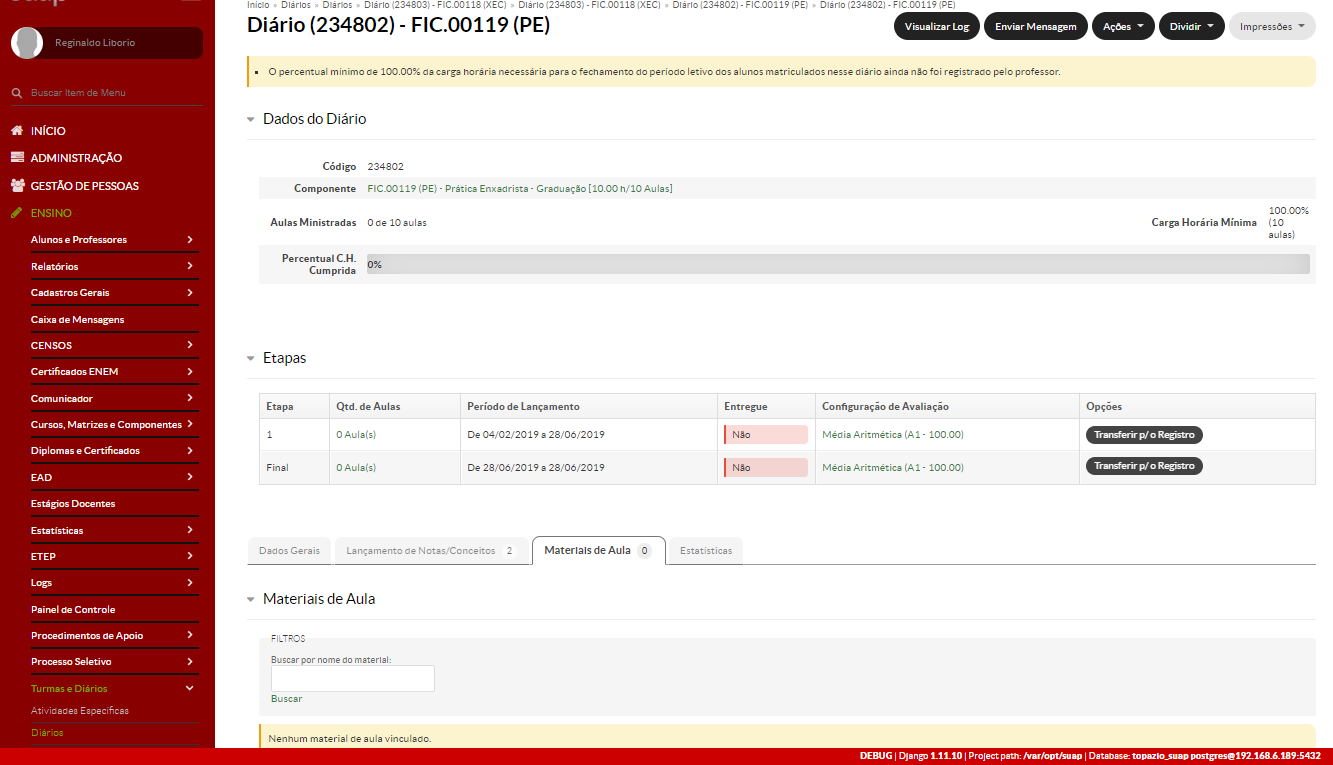 suap
Início » Diários » Diários » Diário (234803) - FIC.00118 (XEC) » Diário (234803) - FIC.00118 (XEC) » Diário (234802) - FIC.00119 (PE) » Diário (234802) - FIC.00119 (PE)
Diário (234802) - FIC.00119 (PE)
Visualizar Log
Enviar Mensagem
Ações
Dividir
Impressões
Reginaldo Liborio
Buscar Item de Menu
INÍCIO
ADMINISTRAÇÃO
GESTÃO DE PESSOAS
ENSINO
Alunos e Professores
Relatórios
Cadastros Gerais
Caixa de Mensagens
CENSOS
Certificados ENEM
Comunicador
Cursos, Matrizes e Componentes
Diplomas e Certificados
EAD
Estágios Docentes
Estatísticas
ETEP
Logs
Painel de Controle
Procedimentos de Apoio
Processo Seletivo
Turmas e Diários
Atividades Específicas
Diários
O percentual mínimo de 100.00% da carga horária necessária para o fechamento do período letivo dos alunos matriculados nesse diário ainda não foi registrado pelo professor.
Dados do Diário
Código 234802
Componente FIC.00119 (PE) - Prática Enxadrista - Graduação [10.00 h/10 Aulas]
Aulas Ministradas 0 de 10 aulas
Carga Horária Mínima
100.00%
(10
aulas)
Percentual C.H.
Cumprida
0%
Etapas
Etapa Qtd. de Aulas Período de Lançamento Entregue Configuração de Avaliação Opções
1 0 Aula(s) De 04/02/2019 a 28/06/2019 Não Média Aritmética (A1 - 100.00) Transferir p/ o Registro
Final 0 Aula(s) De 28/06/2019 a 28/06/2019 Não Média Aritmética (A1 - 100.00) Transferir p/ o Registro
Dados Gerais
Lançamento de Notas/Conceitos 2
Materiais de Aula 0
Estatísticas
Materiais de Aula
FILTROS
Buscar por nome do material:
Buscar
Nenhum material de aula vinculado.
DEBUG | Django 1.11.10 | Project path: /var/opt/suap | Database: topazio_suap postgres@192.168.6.189:5432